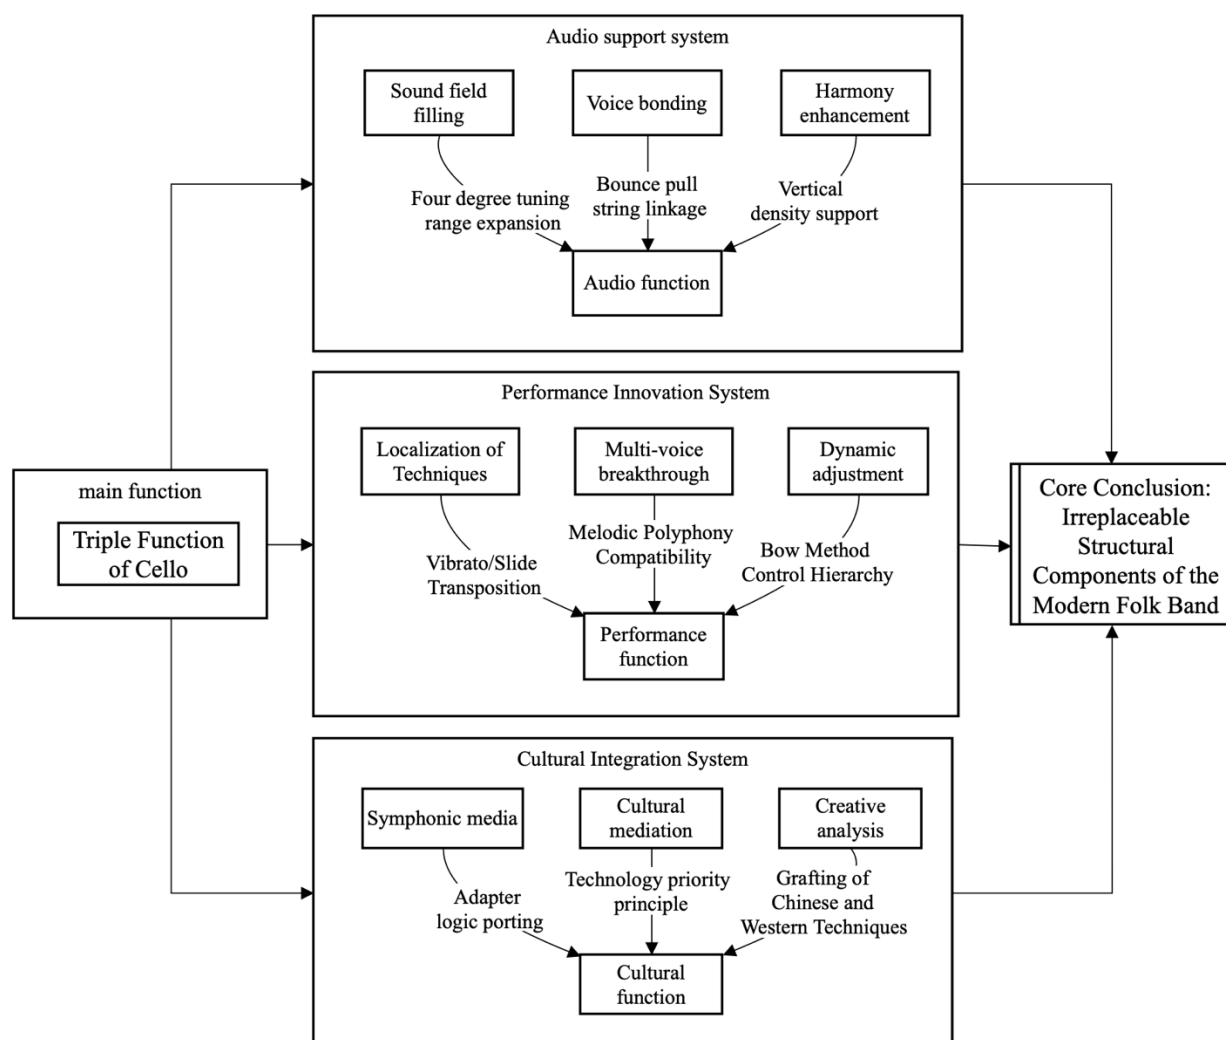 Audio support system
Sound field
filling
Voice bonding
Harmony
enhancement
Four degree tuning
range expansion
Bounce pull
string linkage
Vertical
density support
Audio function
Performance Innovation System
Localization of
Techniques
Multi-voice
breakthrough
Dynamic
adjustment
Vibrato/Slide
Transposition
Melodic Polyphony
Compatibility
Bow Method
Control Hierarchy
Performance
function
main function
Triple Function
of Cello
Core Conclusion:
Irreplaceable
Structural
Components of the
Modern Folk Band
Cultural Integration System
Symphonic media
Cultural
mediation
Creative
analysis
Adapter
logic porting
Technology priority
principle
Grafting of
Chinese and
Western Techniques
Cultural
function